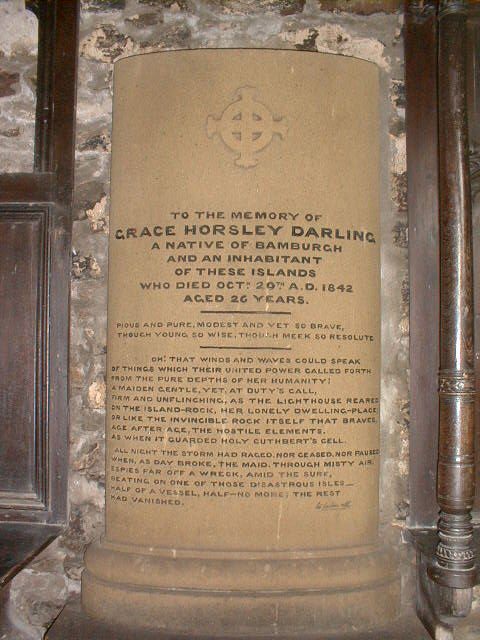 TO THE MEMORY OF
GRACE HORSLEY DARLING
A NATIVE OF BAMBURGH
AND AN INHABITANT
OF THESE ISLANDS
WHO DIED OCTR 20TH A.D. 1842
AGED 26 YEARS.
PIOUS AND PURE, MODEST AND YET SO BRAVE,
THOUGH YOUNG SO WISE, THOUGH MEEK SO RESOLUTE
OH! THAT WINDS AND WAVES COULD SPEAK
OF THINGS WHICH THEIR UNITED POWER CALLED FORTH
FROM THE PURE DEPTHS OF HER HUMANITY!
A MAIDEN GENTLE, YET, AT DUTY'S CALL,
FIRM AND UNFLINCHING, AS THE LIGHTHOUSE REARED
ON THE ISLAND-ROCK, HER LONELY DWELLING-PLACE
OR LIKE THE INVINCIBLE ROCK ITSELF THAT BRAVES,
AGE AFTER AGE, THE HOSTILE ELEMENTS.
AS WHEN IT GUARDED HOLY CUTHBERT'S CELL.
ALL NIGHT THE STORM HAD RAGED, NOR CEASED, NOR PAUSED
WHEN, AS DAY BROKE, THE MAID, THROUGH MISTY AIR,
ESPIES FAR OFF A WRECK, AMID THE SURF,
BEATING ON ONE OF THOSE DISASTROUS ISLES—
HALF OF A VESSEL, HALF—NO MORE; THE REST
HAD VANISHED.